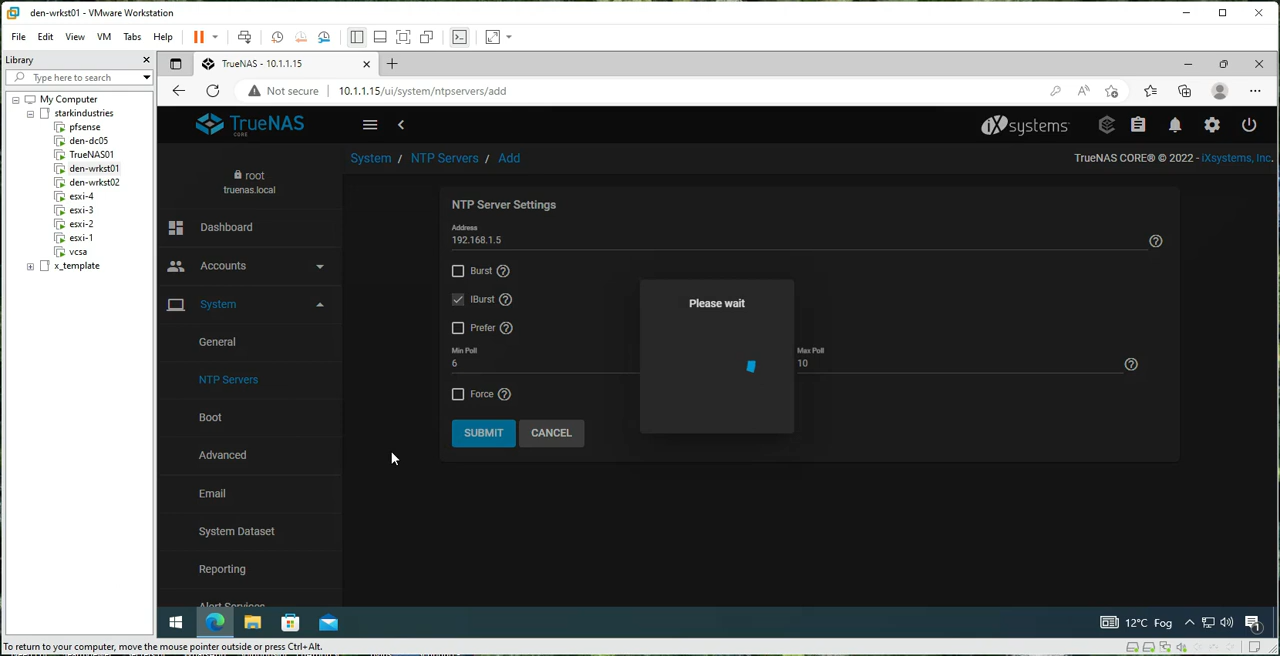 den-wrkst01 - VMware Workstation
File Edit View VM Tabs Help
Library
Type here to search
My Computer
starkindustries
pfsense
den-dc05
TrueNAS01
den-wrkst01
den-wrkst02
esxi-4
esxi-3
esxi-2
esxi-1
vcsa
x_template
TrueNAS - 10.1.1.15
Not secure 10.1.1.15/ui/system/ntpservers/add
TrueNAS
CORE
iXsystems
System / NTP Servers / Add
TrueNAS CORE® © 2022 - iXsystems, Inc.
root
truenas.local
Dashboard
Accounts
System
General
NTP Servers
Boot
Advanced
Email
System Dataset
Reporting
Alert Services
NTP Server Settings
Address
192.168.1.5
Burst
IBurst
Prefer
Min Poll
6
Max Poll
10
Force
SUBMIT CANCEL
Please wait
12°C Fog
1
To return to your computer, move the mouse pointer outside or press Ctrl+Alt.